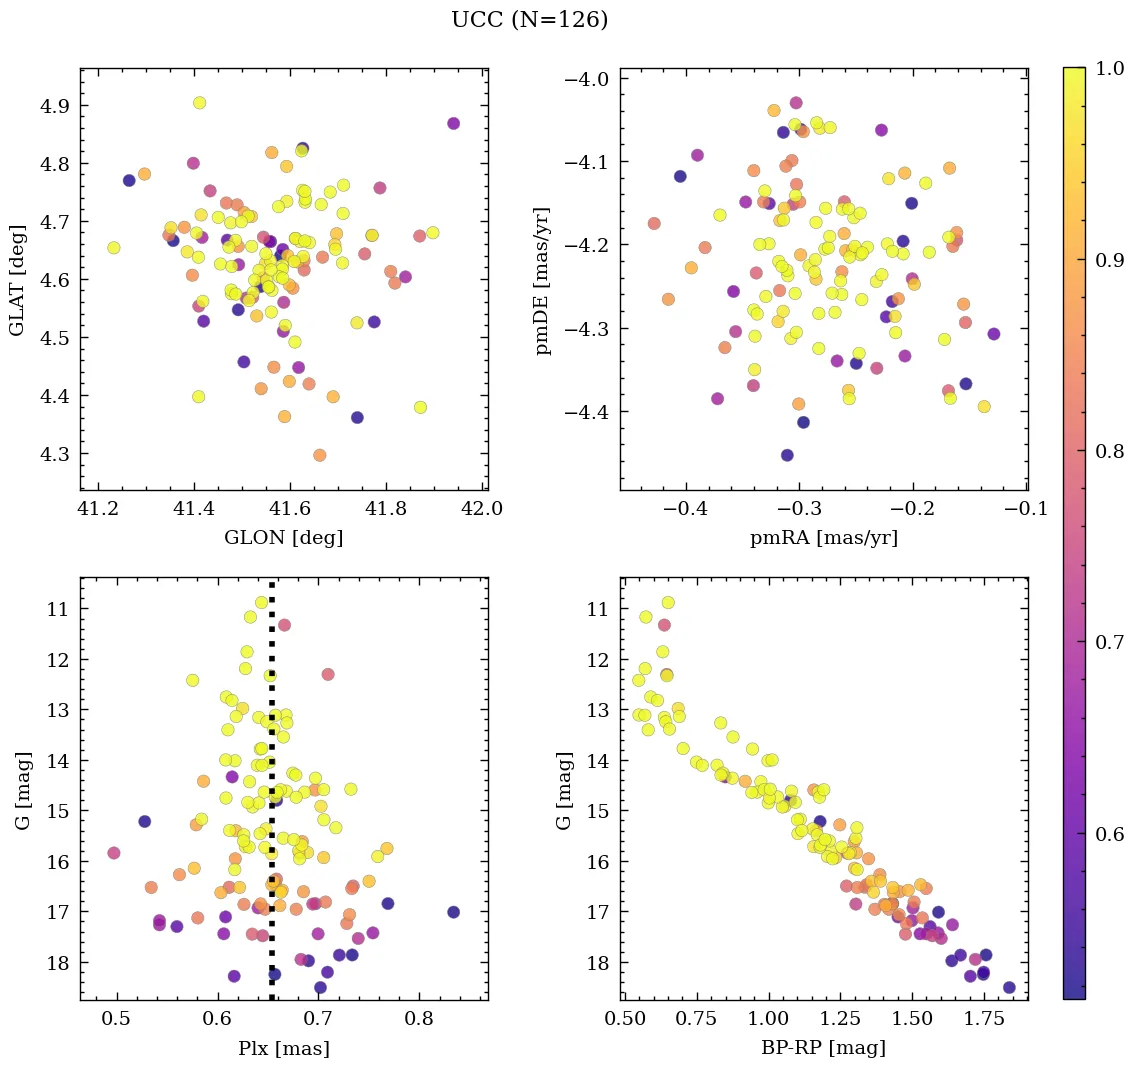 UCC (N=126)
4.9
4.8
4.7
4.6
4.5
4.4
4.3
GLAT [deg]
41.2 41.4 41.6 41.8 42.0
GLON [deg]
−4.0
−4.1
−4.2
−4.3
−4.4
pmDE [mas/yr]
−0.4 −0.3 −0.2 −0.1
pmRA [mas/yr]
1.0
0.9
0.8
0.7
0.6
11
12
13
14
15
16
17
18
G [mag]
0.5 0.6 0.7 0.8
Plx [mas]
11
12
13
14
15
16
17
18
G [mag]
0.50 0.75 1.00 1.25 1.50 1.75
BP-RP [mag]